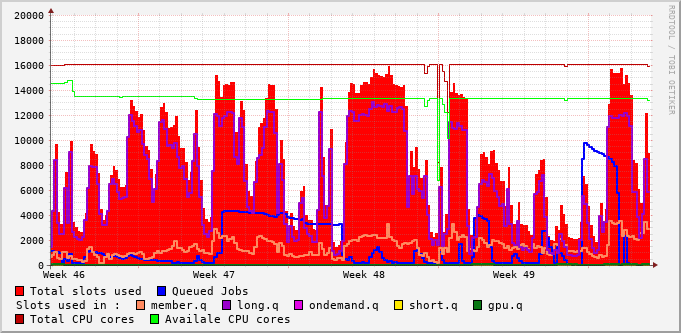 20000
18000
16000
14000
12000
10000
8000
6000
4000
2000
0
Week 46 Week 47 Week 48 Week 49
RRDTOOL / TOBI OETIKER
Total slots used Queued Jobs
Slots used in : member.q long.q ondemand.q short.q gpu.q
Total CPU cores Availale CPU cores